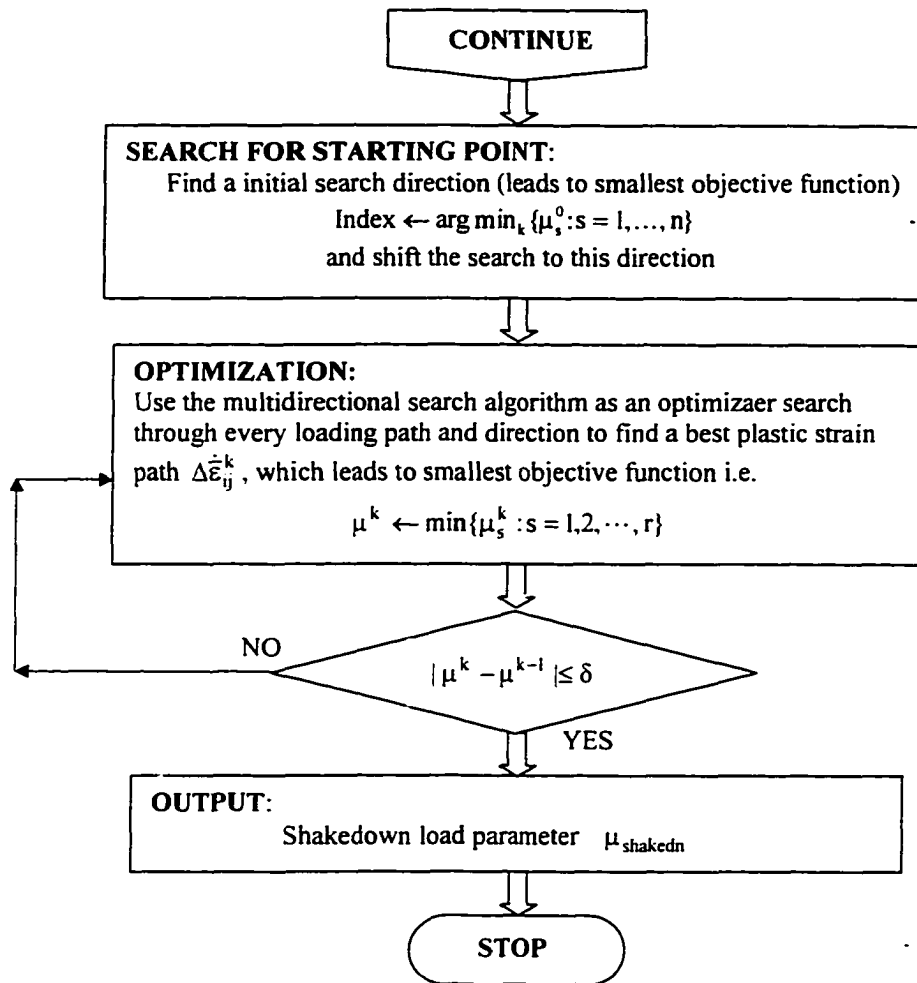 CONTINUE
SEARCH FOR STARTING POINT:
Find a initial search direction (leads to smallest objective function)
Index ← arg min_k {μ_s^0 : s = 1,...,n}
and shift the search to this direction
OPTIMIZATION:
Use the multidirectional search algorithm as an optimizaer search
through every loading path and direction to find a best plastic strain
path Δε̇̄_ij^k , which leads to smallest objective function i.e.
μ^k ← min{μ_s^k : s = 1,2,⋯,r}
NO
| μ^k − μ^{k-1} | ≤ δ
YES
OUTPUT:
Shakedown load parameter μ_shakedn
STOP